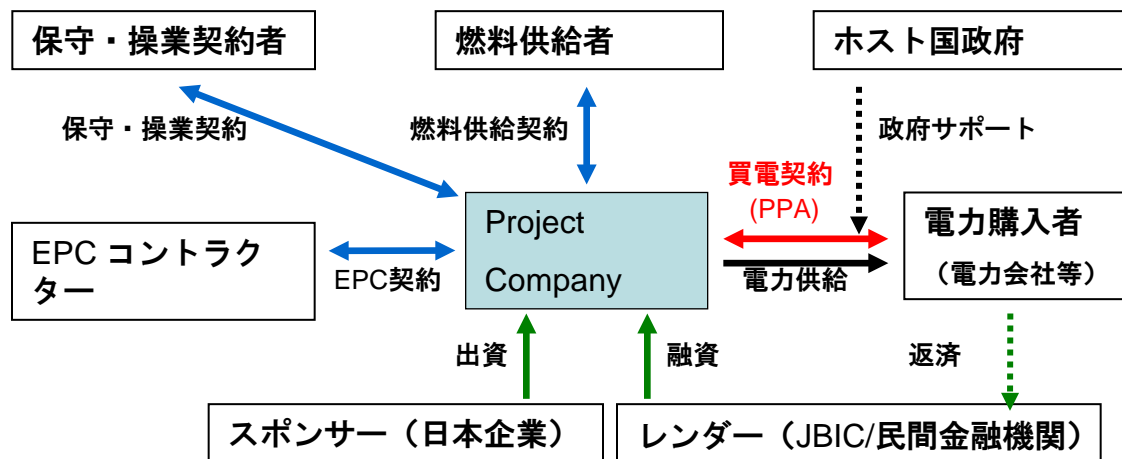 保守・操業契約者
燃料供給者
ホスト国政府
保守・操業契約
燃料供給契約
政府サポート
買電契約
(PPA)
Project
Company
電力購入者
（電力会社等）
EPC コントラク
ター
EPC契約
電力供給
出資
融資
返済
スポンサー（日本企業）
レンダー（JBIC/民間金融機関）